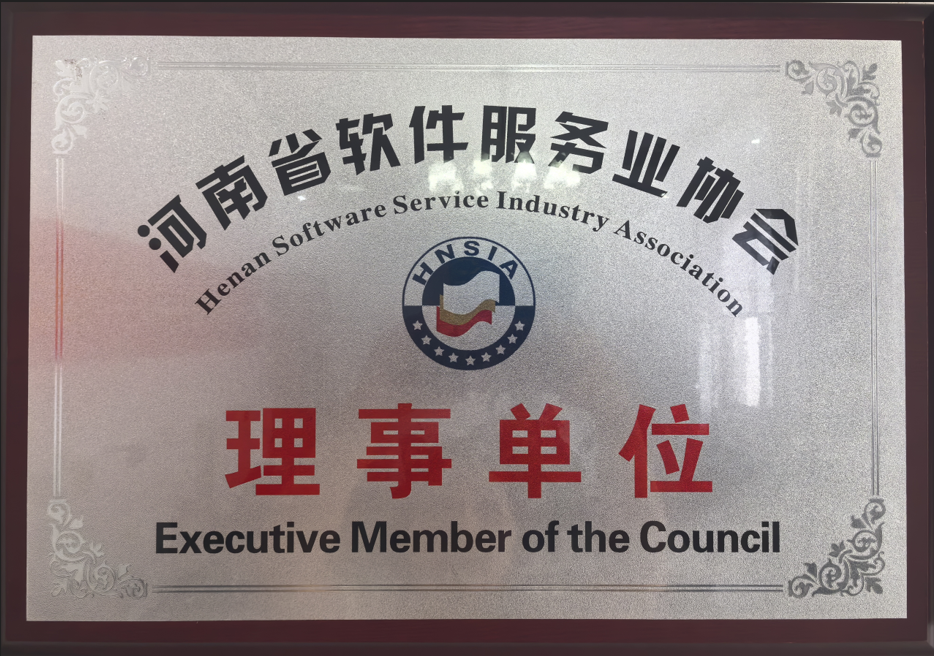 河南省软件服务业协会
Henan Software Service Industry Association
HNSIA
理事单位
Executive Member of the Council